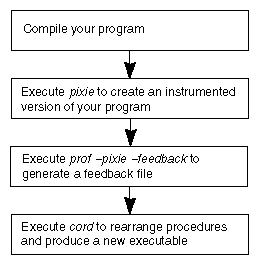 Compile your program
Execute pixie to create an instrumented
version of your program
Execute prof –pixie –feedback to
generate a feedback file
Execute cord to rearrange procedures
and produce a new executable